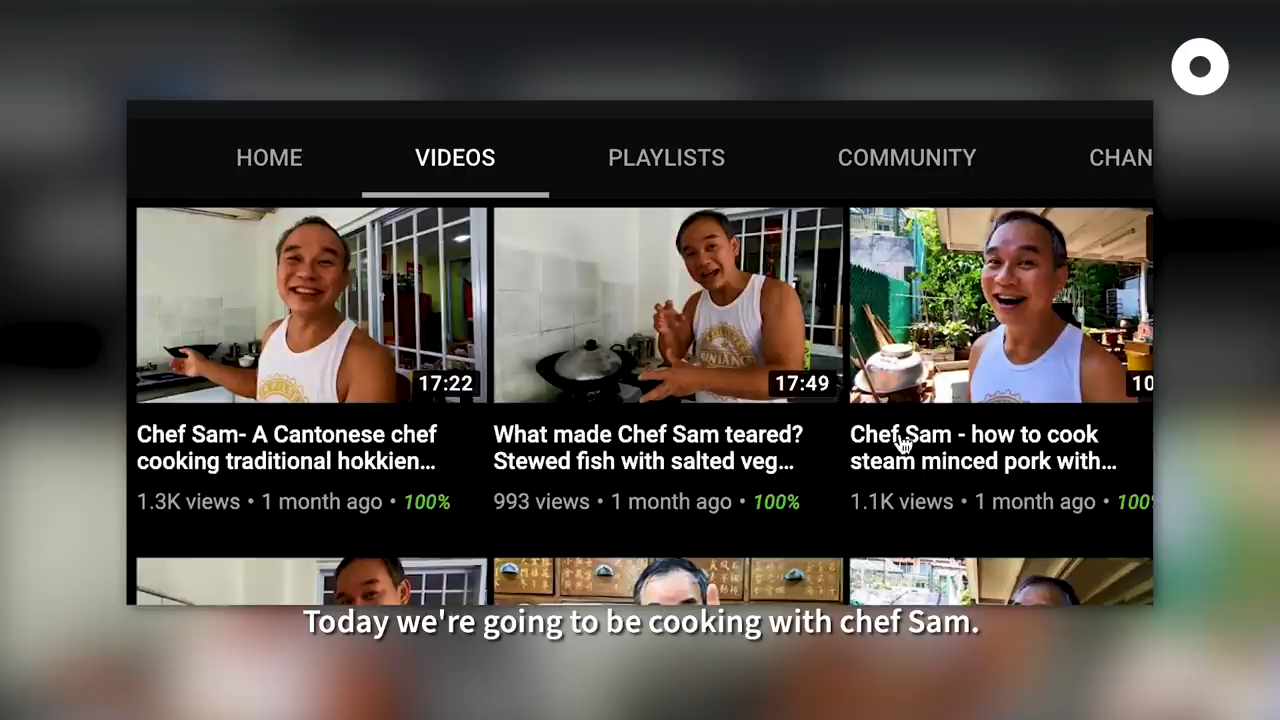 HOME VIDEOS PLAYLISTS COMMUNITY CHAN
17:22
17:49
10
Chef Sam- A Cantonese chef
cooking traditional hokkien...
1.3K views • 1 month ago • 100%
What made Chef Sam teared?
Stewed fish with salted veg...
993 views • 1 month ago • 100%
Chef Sam - how to cook
steam minced pork with...
1.1K views • 1 month ago • 100%
Today we're going to be cooking with chef Sam.